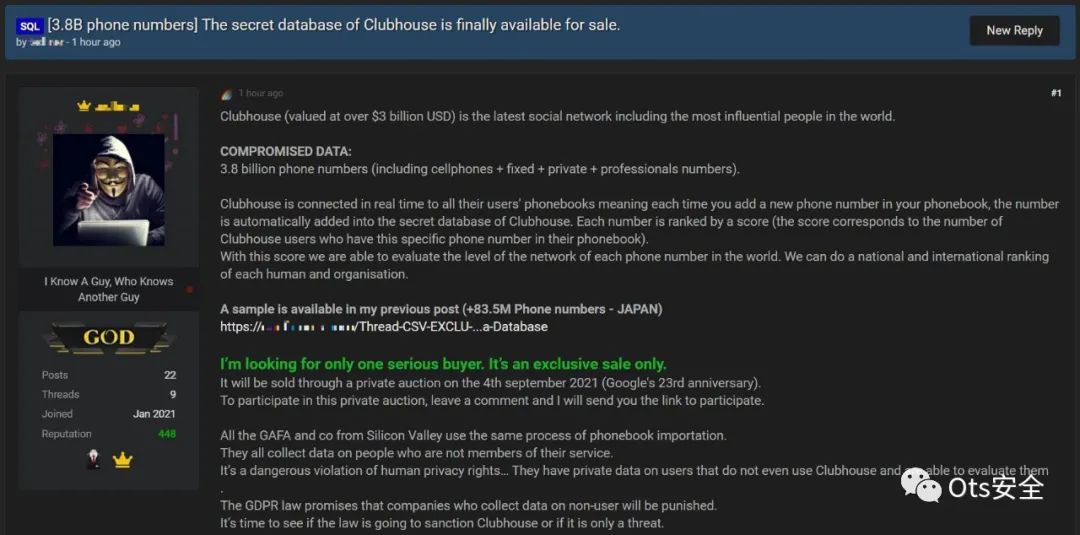 SQL [3.8B phone numbers] The secret database of Clubhouse is finally available for sale.
by - 1 hour ago
New Reply
1 hour ago
#1
Clubhouse (valued at over $3 billion USD) is the latest social network including the most influential people in the world.
COMPROMISED DATA:
3.8 billion phone numbers (including cellphones + fixed + private + professionals numbers).
Clubhouse is connected in real time to all their users' phonebooks meaning each time you add a new phone number in your phonebook, the number
is automatically added into the secret database of Clubhouse. Each number is ranked by a score (the score corresponds to the number of
Clubhouse users who have this specific phone number in their phonebook).
With this score we are able to evaluate the level of the network of each phone number in the world. We can do a national and international ranking
of each human and organisation.
A sample is available in my previous post (+83.5M Phone numbers - JAPAN)
https:// /Thread-CSV-EXCLU-...a-Database
I'm looking for only one serious buyer. It's an exclusive sale only.
It will be sold through a private auction on the 4th september 2021 (Google's 23rd anniversary).
To participate in this private auction, leave a comment and I will send you the link to participate.
All the GAFA and co from Silicon Valley use the same process of phonebook importation.
They all collect data on people who are not members of their service.
It's a dangerous violation of human privacy rights... They have private data on users that do not even use Clubhouse and able to evaluate them
.
The GDPR law promises that companies who collect data on non-user will be punished.
It's time to see if the law is going to sanction Clubhouse or if it is only a threat.
I Know A Guy, Who Knows
Another Guy
GOD
Posts 22
Threads 9
Joined Jan 2021
Reputation 448
Ots安全